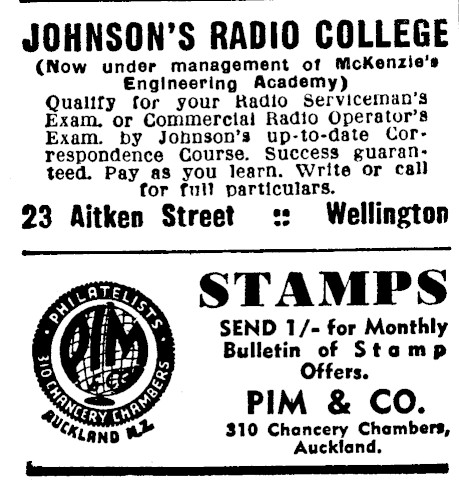 JOHNSON'S RADIO COLLEGE
(Now under management of McKenzie's
Engineering Academy)
Qualify for your Radio Serviceman's
Exam. or Commercial Radio Operator's
Exam. by Johnson's up-to-date Cor-
respondence Course. Success guaran-
teed. Pay as you learn. Write or call
for full particulars.
23 Aitken Street :: Wellington
PHILATELISTS
PIM
& CO.
310 CHANCERY CHAMBERS
AUCKLAND N.Z.
STAMPS
SEND 1/- for Monthly
Bulletin of Stamp
Offers.
PIM & CO.
310 Chancery Chambers,
Auckland.